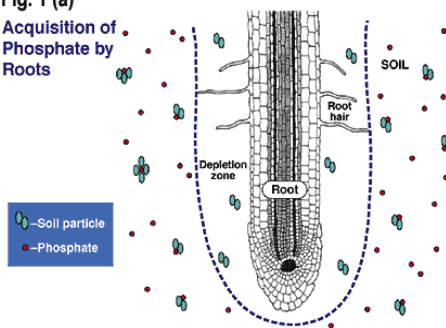 Fig. 1 (a)
Acquisition of
Phosphate by
Roots
SOIL
Root
hair
Depletion
zone
Root
–Soil particle
–Phosphate